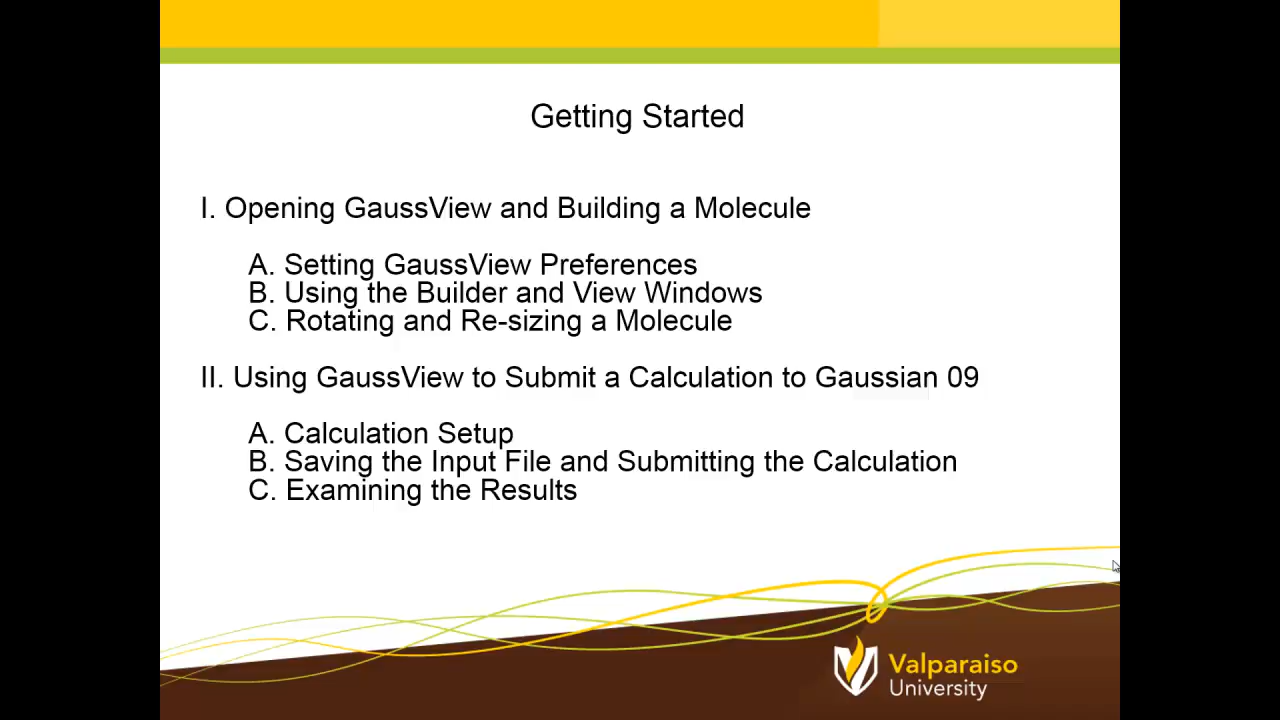 Getting Started
I. Opening GaussView and Building a Molecule
A. Setting GaussView Preferences
B. Using the Builder and View Windows
C. Rotating and Re-sizing a Molecule
II. Using GaussView to Submit a Calculation to Gaussian 09
A. Calculation Setup
B. Saving the Input File and Submitting the Calculation
C. Examining the Results
Valparaiso
University